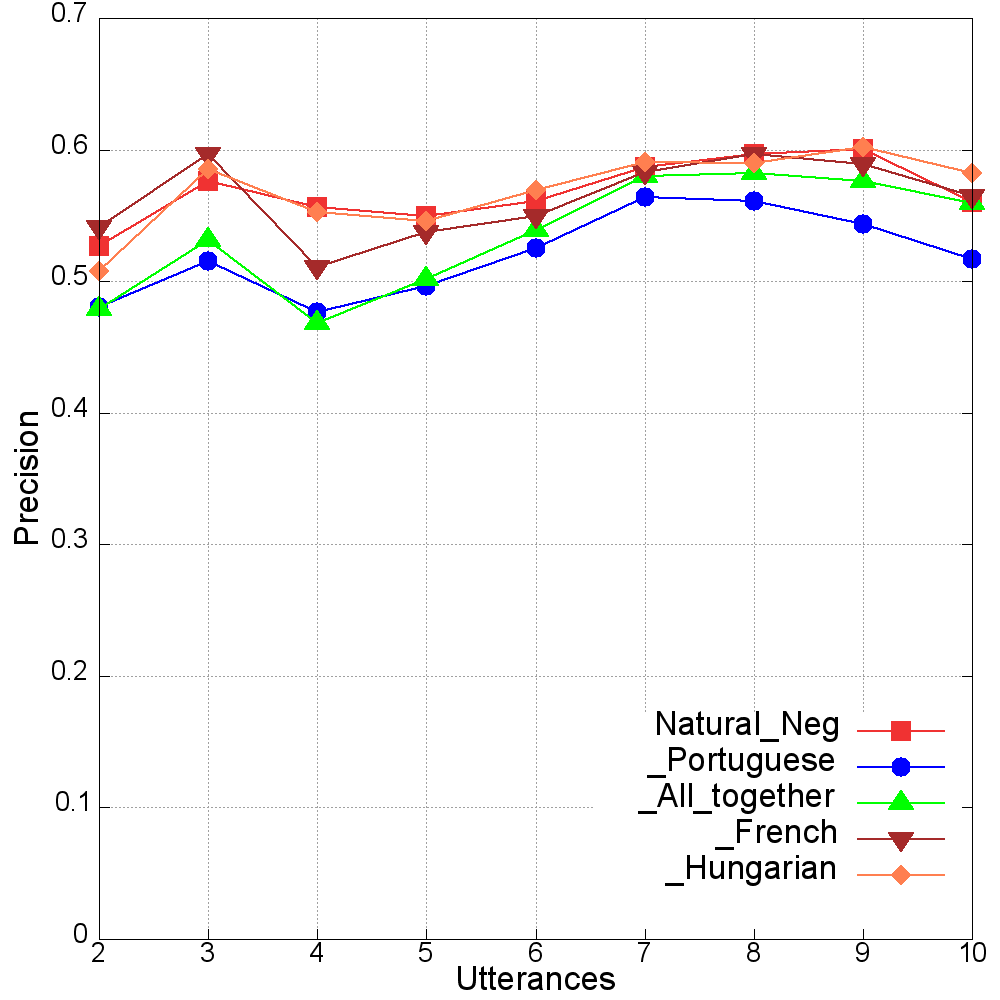 0.7
0.6
0.5
0.4
0.3
0.2
0.1
0
Precision
Natural_Neg
_Portuguese
_All_together
_French
_Hungarian
2 3 4 5 6 7 8 9 10
Utterances